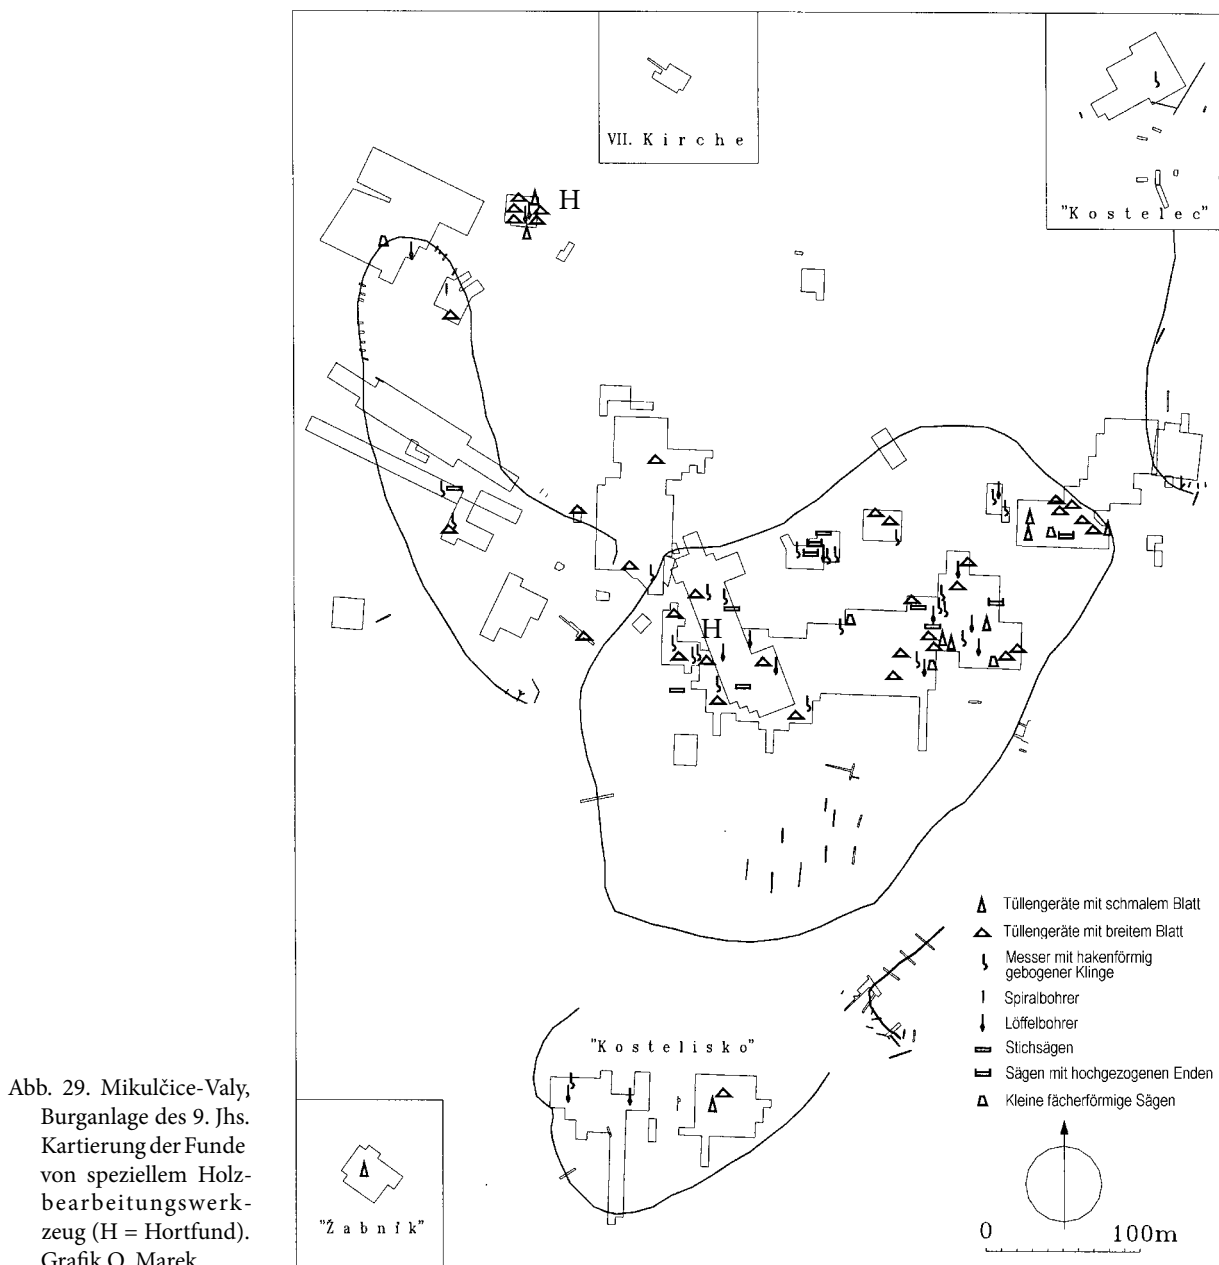 VII. Kirche
"Kostelec"
H
H
Tüllengeräte mit schmalem Blatt
Tüllengeräte mit breitem Blatt
Messer mit hakenförmig
gebogener Klinge
Spiralbohrer
Löffelbohrer
Stichsägen
Sägen mit hochgezogenen Enden
Kleine fächerförmige Sägen
"Kostelisko"
"Žabník"
0 100m
Abb. 29. Mikulčice-Valy,
Burganlage des 9. Jhs.
Kartierung der Funde
von speziellem Holz-
bearbeitungswerk-
zeug (H = Hortfund).
Grafik O. Marek